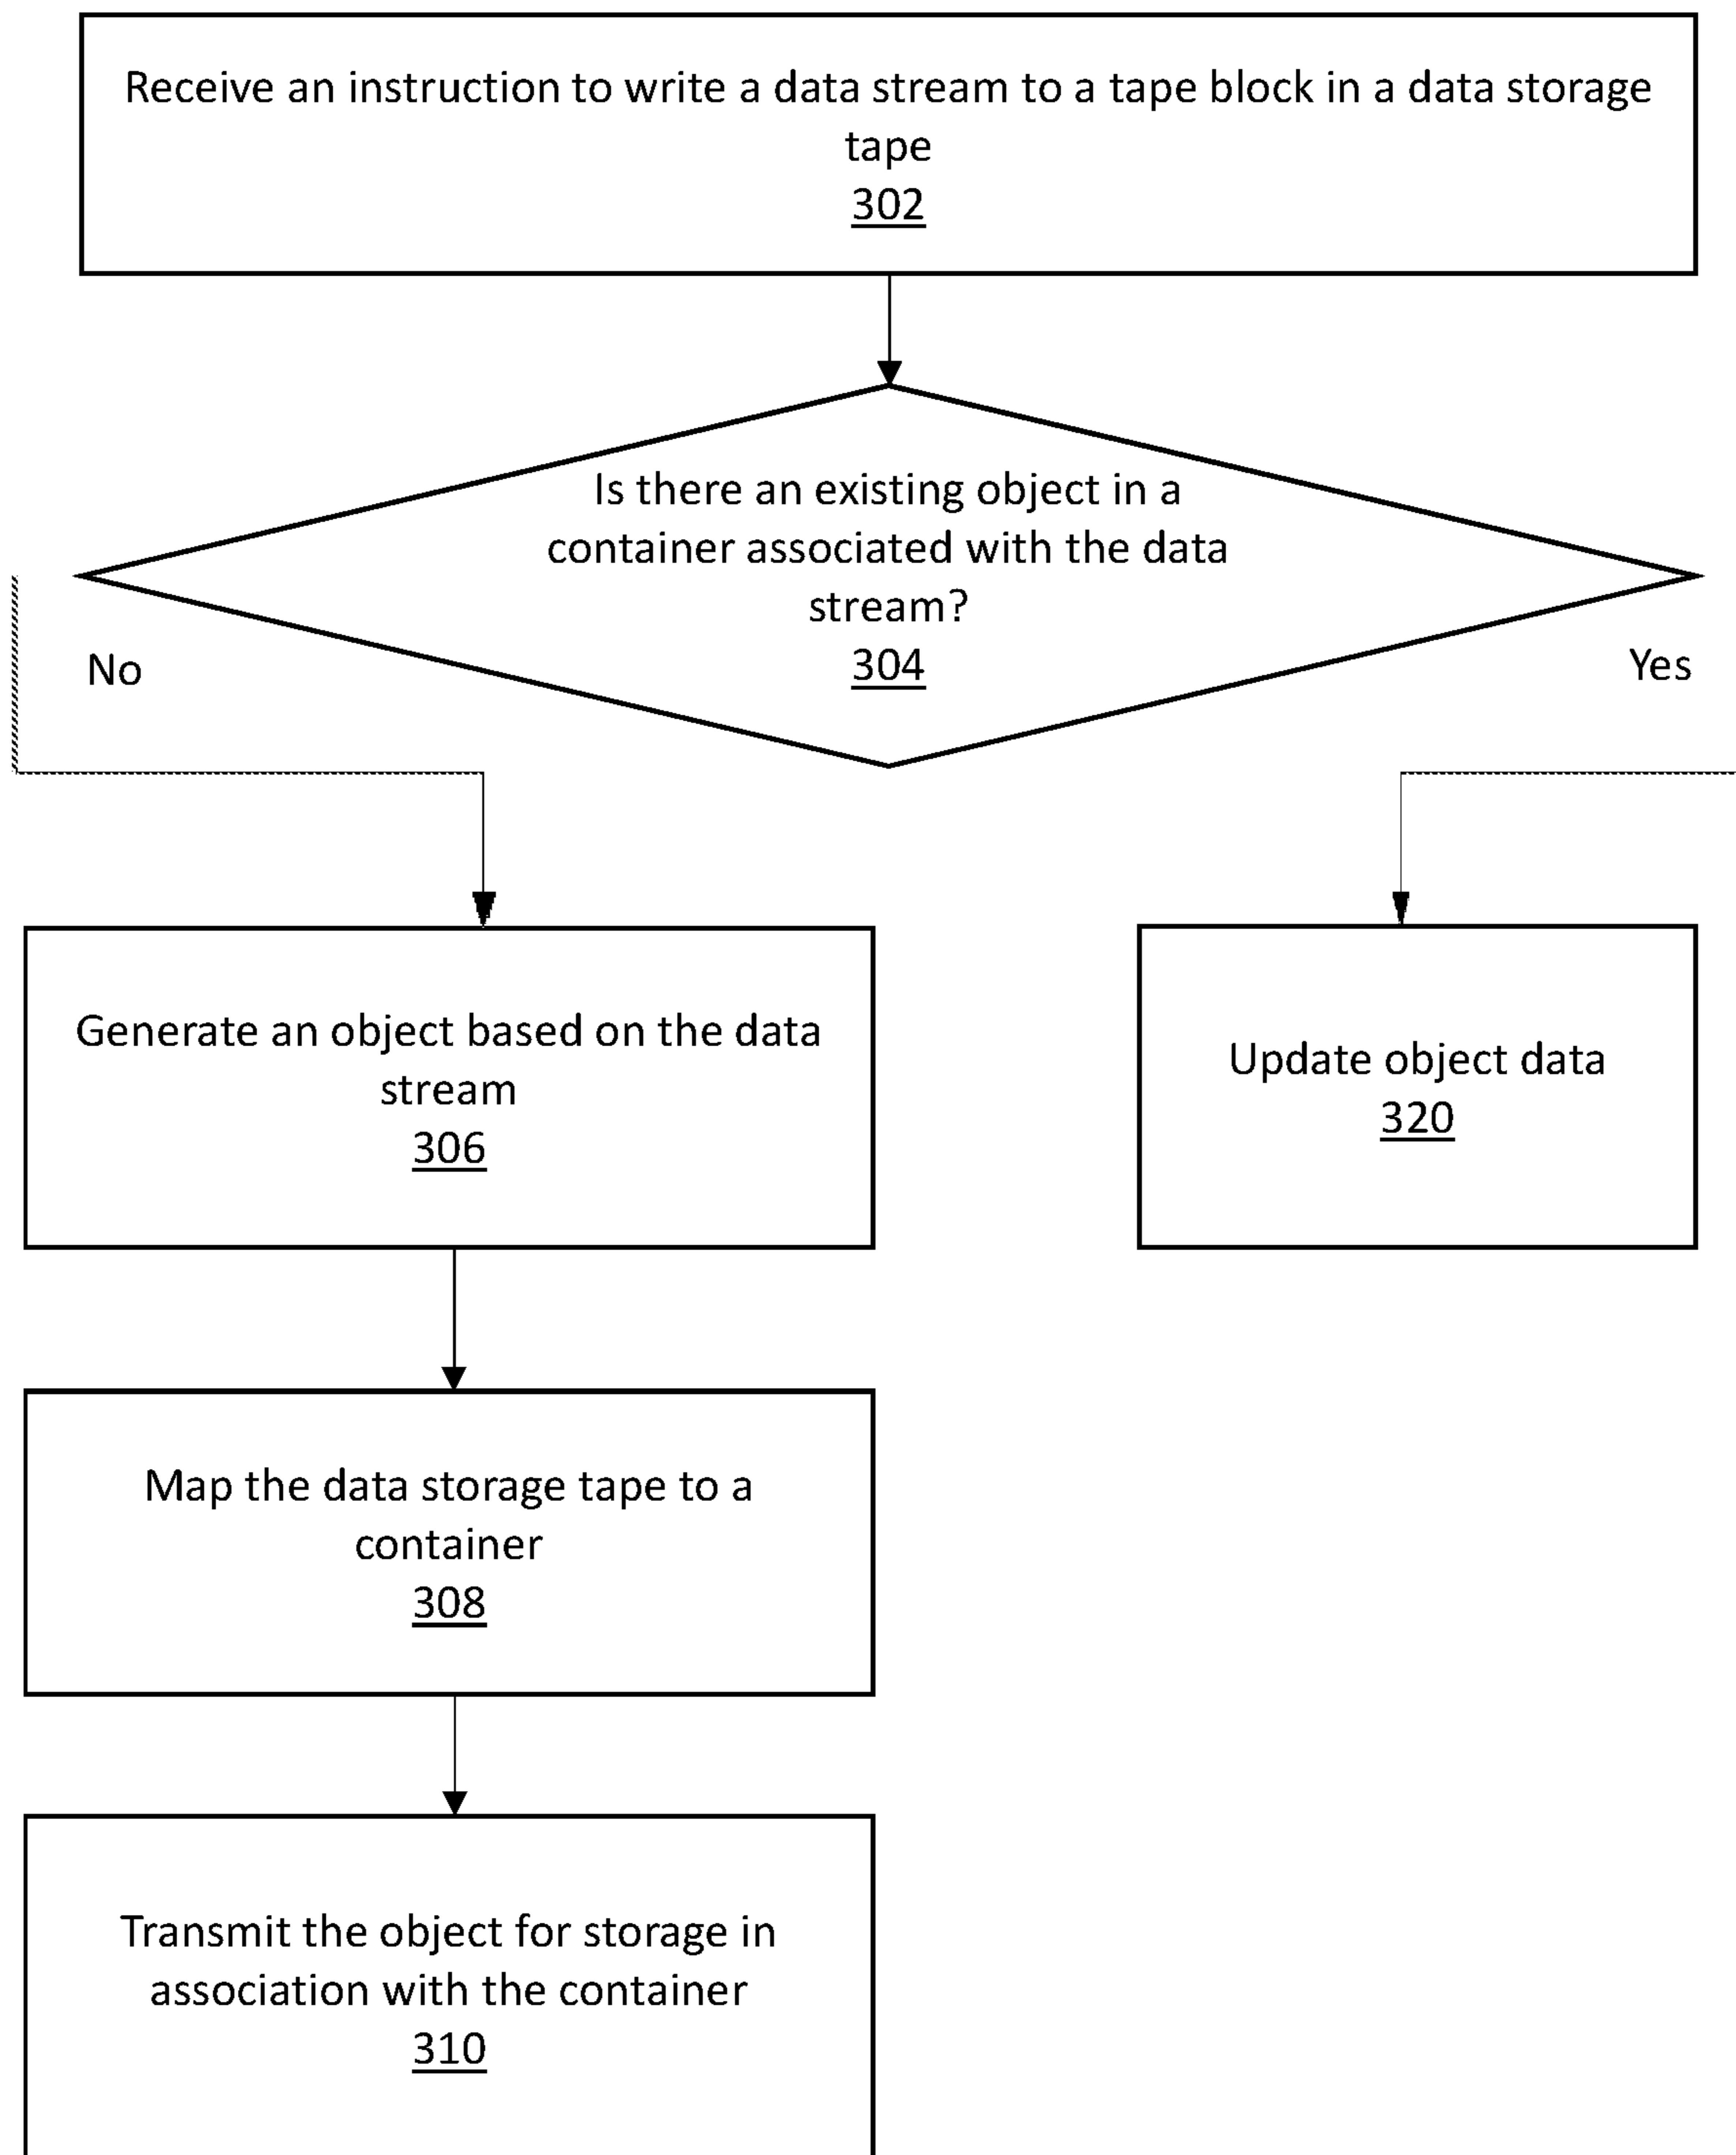 Receive an instruction to write a data stream to a tape block in a data storage
tape
302
Is there an existing object in a
container associated with the data
stream?
304
No
Yes
Generate an object based on the data
stream
306
Update object data
320
Map the data storage tape to a
container
308
Transmit the object for storage in
association with the container
310